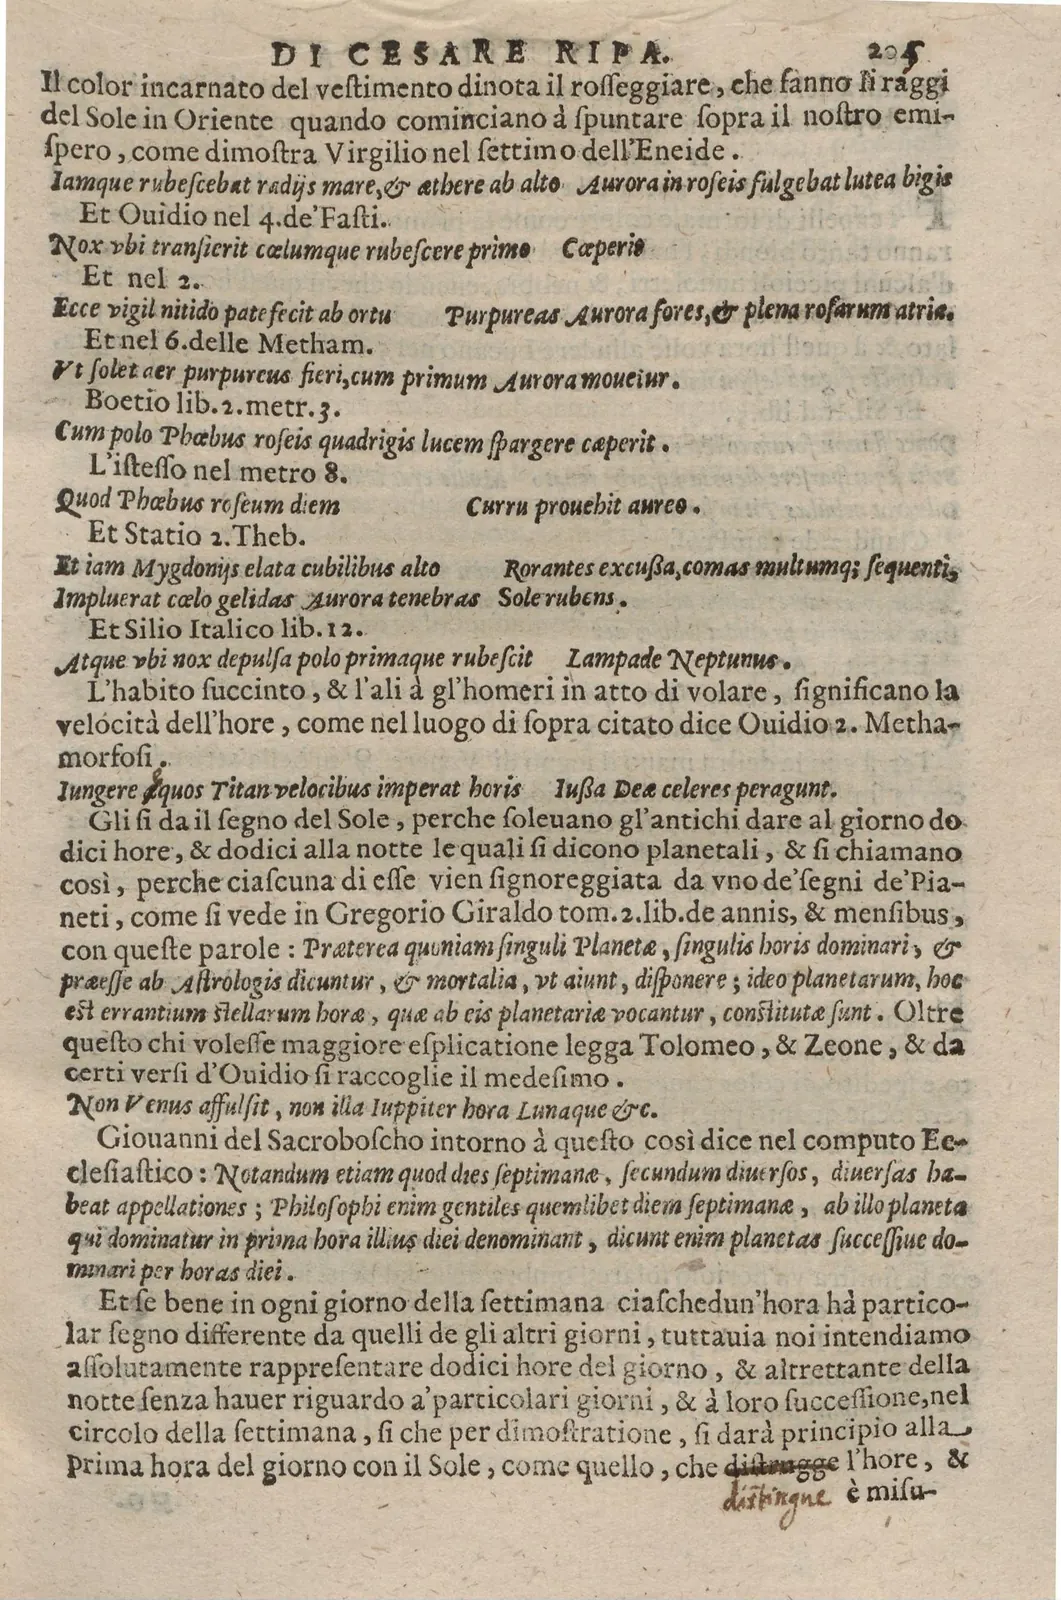 DI CESARE RIPA. 205
Il color incarnato del veſtimento dinota il roſſeggiare, che fanno li raggi
del Sole in Oriente quando cominciano à ſpuntare ſopra il noſtro emi-
ſpero, come dimoſtra Virgilio nel ſettimo dell'Eneide.
Iamque rubeſcebat radijs mare, & æthere ab alto Aurora in roſeis fulgebat lutea bigis
Et Ouidio nel 4. de'Faſti.
Nox vbi tranſierit cœlumque rubeſcere primo Cæperit
Et nel 2.
Ecce vigil nitido patefecit ab ortu Purpureas Aurora fores, & plena roſarum atria.
Et nel 6. delle Metham.
Vt ſolet aer purpureus fieri, cum primum Aurora mouetur.
Boetio lib. 2. metr. 3.
Cum polo Phœbus roſeis quadrigis lucem ſpargere cæperit.
L'iſteſſo nel metro 8.
Quod Phœbus roſeum diem Curru prouehit aureo.
Et Statio 2. Theb.
Et iam Mygdonijs elata cubilibus alto Rorantes excuſſa, comas multumq; ſequenti,
Impluerat cœlo gelidas Aurora tenebras Sole rubens.
Et Silio Italico lib. 12.
Atque vbi nox depulſa polo primaque rubeſcit Lampade Neptunus.
L'habito ſuccinto, & l'ali à gl'homeri in atto di volare, ſignificano la
velocità dell'hore, come nel luogo di ſopra citato dice Ouidio 2. Metha-
morfoſi.
Iungere equos Titan velocibus imperat horis Iuſſa Deæ celeres peragunt.
Gli ſi da il ſegno del Sole, perche ſoleuano gl'antichi dare al giorno do
dici hore, & dodici alla notte le quali ſi dicono planetali, & ſi chiamano
così, perche ciaſcuna di eſſe vien ſignoreggiata da vno de'ſegni de'Pia-
neti, come ſi vede in Gregorio Giraldo tom. 2. lib. de annis, & menſibus,
con queſte parole: Præterea quoniam ſinguli Planetæ, ſingulis horis dominari, &
præeſſe ab Aſtrologis dicuntur, & mortalia, vt aiunt, diſponere; ideo planetarum, hoc
eſt errantium ſtellarum horæ, quæ ab eis planetariæ vocantur, conſtitutæ ſunt. Oltre
queſto chi voleſſe maggiore eſplicatione legga Tolomeo, & Zeone, & da
certi verſi d'Ouidio ſi raccoglie il medeſimo.
Non Venus affulſit, non illa Iuppiter hora Lunaque &c.
Giouanni del Sacroboſcho intorno à queſto così dice nel computo Ec-
cleſiaſtico: Notandum etiam quod dies ſeptimanæ, ſecundum diuerſos, diuerſas ha-
beat appellationes; Philoſophi enim gentiles quemlibet diem ſeptimanæ, ab illo planeta
qui dominatur in prima hora illius diei denominant, dicunt enim planetas ſucceſſiue do-
minari per horas diei.
Et ſe bene in ogni giorno della ſettimana ciaſchedun'hora hà partico-
lar ſegno differente da quelli de gli altri giorni, tuttauia noi intendiamo
aſſolutamente rappreſentare dodici hore del giorno, & altrettante della
notte ſenza hauer riguardo a'particolari giorni, & à loro ſucceſſione, nel
circolo della ſettimana, ſi che per dimoſtratione, ſi darà principio alla
prima hora del giorno con il Sole, come quello, che diſtrugge l'hore, &
diſtingue è miſu-